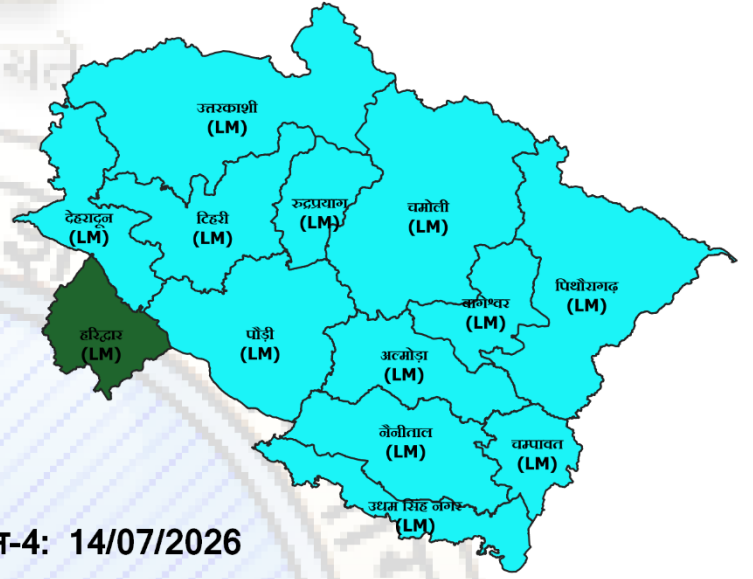 उत्तरकाशी
(LM)
देहरादून
(LM)
टिहरी
(LM)
रुद्रप्रयाग
(LM)
चमोली
(LM)
हरिद्वार
(LM)
पौड़ी
(LM)
बागेश्वर
(LM)
पिथौरागढ़
(LM)
अल्मोड़ा
(LM)
नैनीताल
(LM)
चम्पावत
(LM)
उधम सिंह नगर
(LM)
-4: 14/07/2026